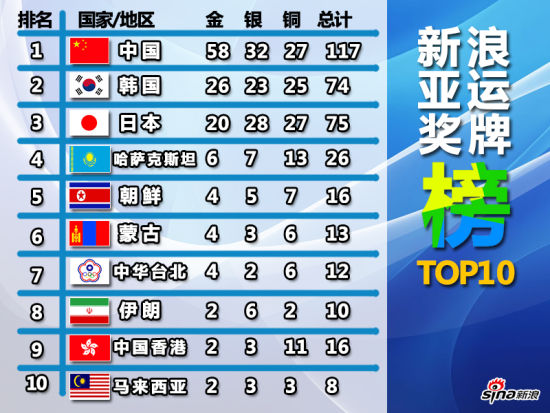 排名 国家/地区 金 银 铜 总计
1 中国 58 32 27 117
2 韩国 26 23 25 74
3 日本 20 28 27 75
4 哈萨克斯坦 6 7 13 26
5 朝鲜 4 5 7 16
6 蒙古 4 3 6 13
7 中华台北 4 2 6 12
8 伊朗 2 6 2 10
9 中国香港 2 3 11 16
10 马来西亚 2 3 3 8
新浪
亚运
奖牌
榜
TOP10
sina新浪